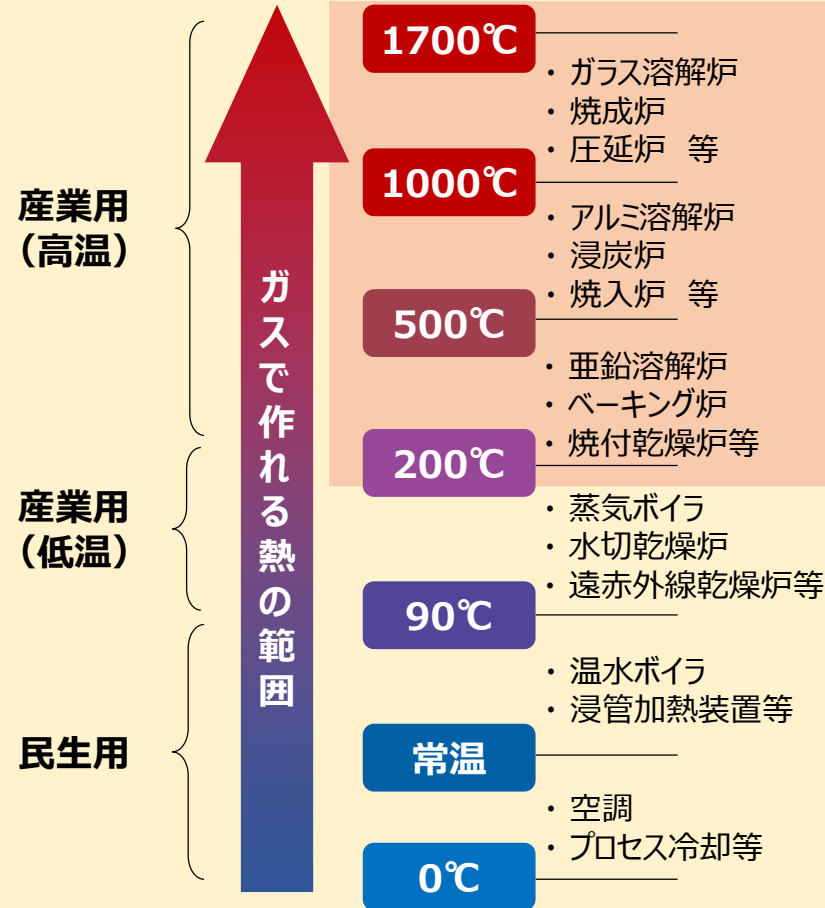 1700℃
・ ガラス溶解炉
・ 焼成炉
・ 圧延炉　等
1000℃
産業用
（高温）
・ アルミ溶解炉
・ 浸炭炉
・ 焼入炉　等
500℃
・ 亜鉛溶解炉
・ ベーキング炉
・ 焼付乾燥炉等
200℃
ガスで作れる熱の範囲
産業用
（低温）
・ 蒸気ボイラ
・ 水切乾燥炉
・ 遠赤外線乾燥炉等
90℃
・ 温水ボイラ
・ 浸管加熱装置等
民生用
常温
・ 空調
・ プロセス冷却等
0℃